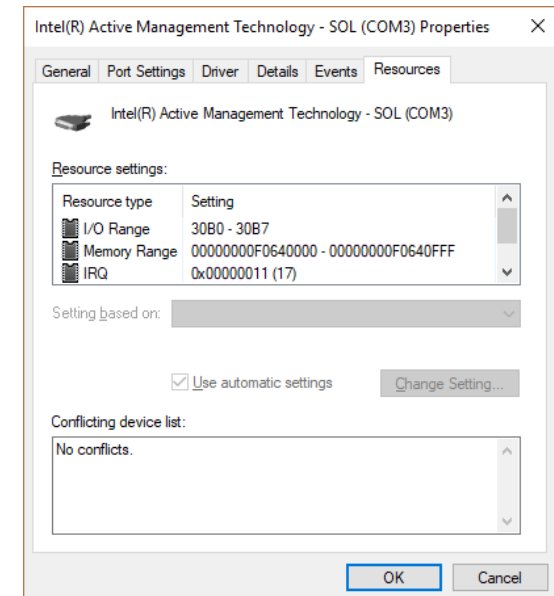 Intel(R) Active Management Technology - SOL (COM3) Properties
General Port Settings Driver Details Events Resources
Intel(R) Active Management Technology - SOL (COM3)
Resource settings:
Resource type Setting
I/O Range 30B0 - 30B7
Memory Range 00000000F0640000 - 00000000F0640FFF
IRQ 0x00000011 (17)
Setting based on:
Use automatic settings Change Setting...
Conflicting device list:
No conflicts.
OK Cancel